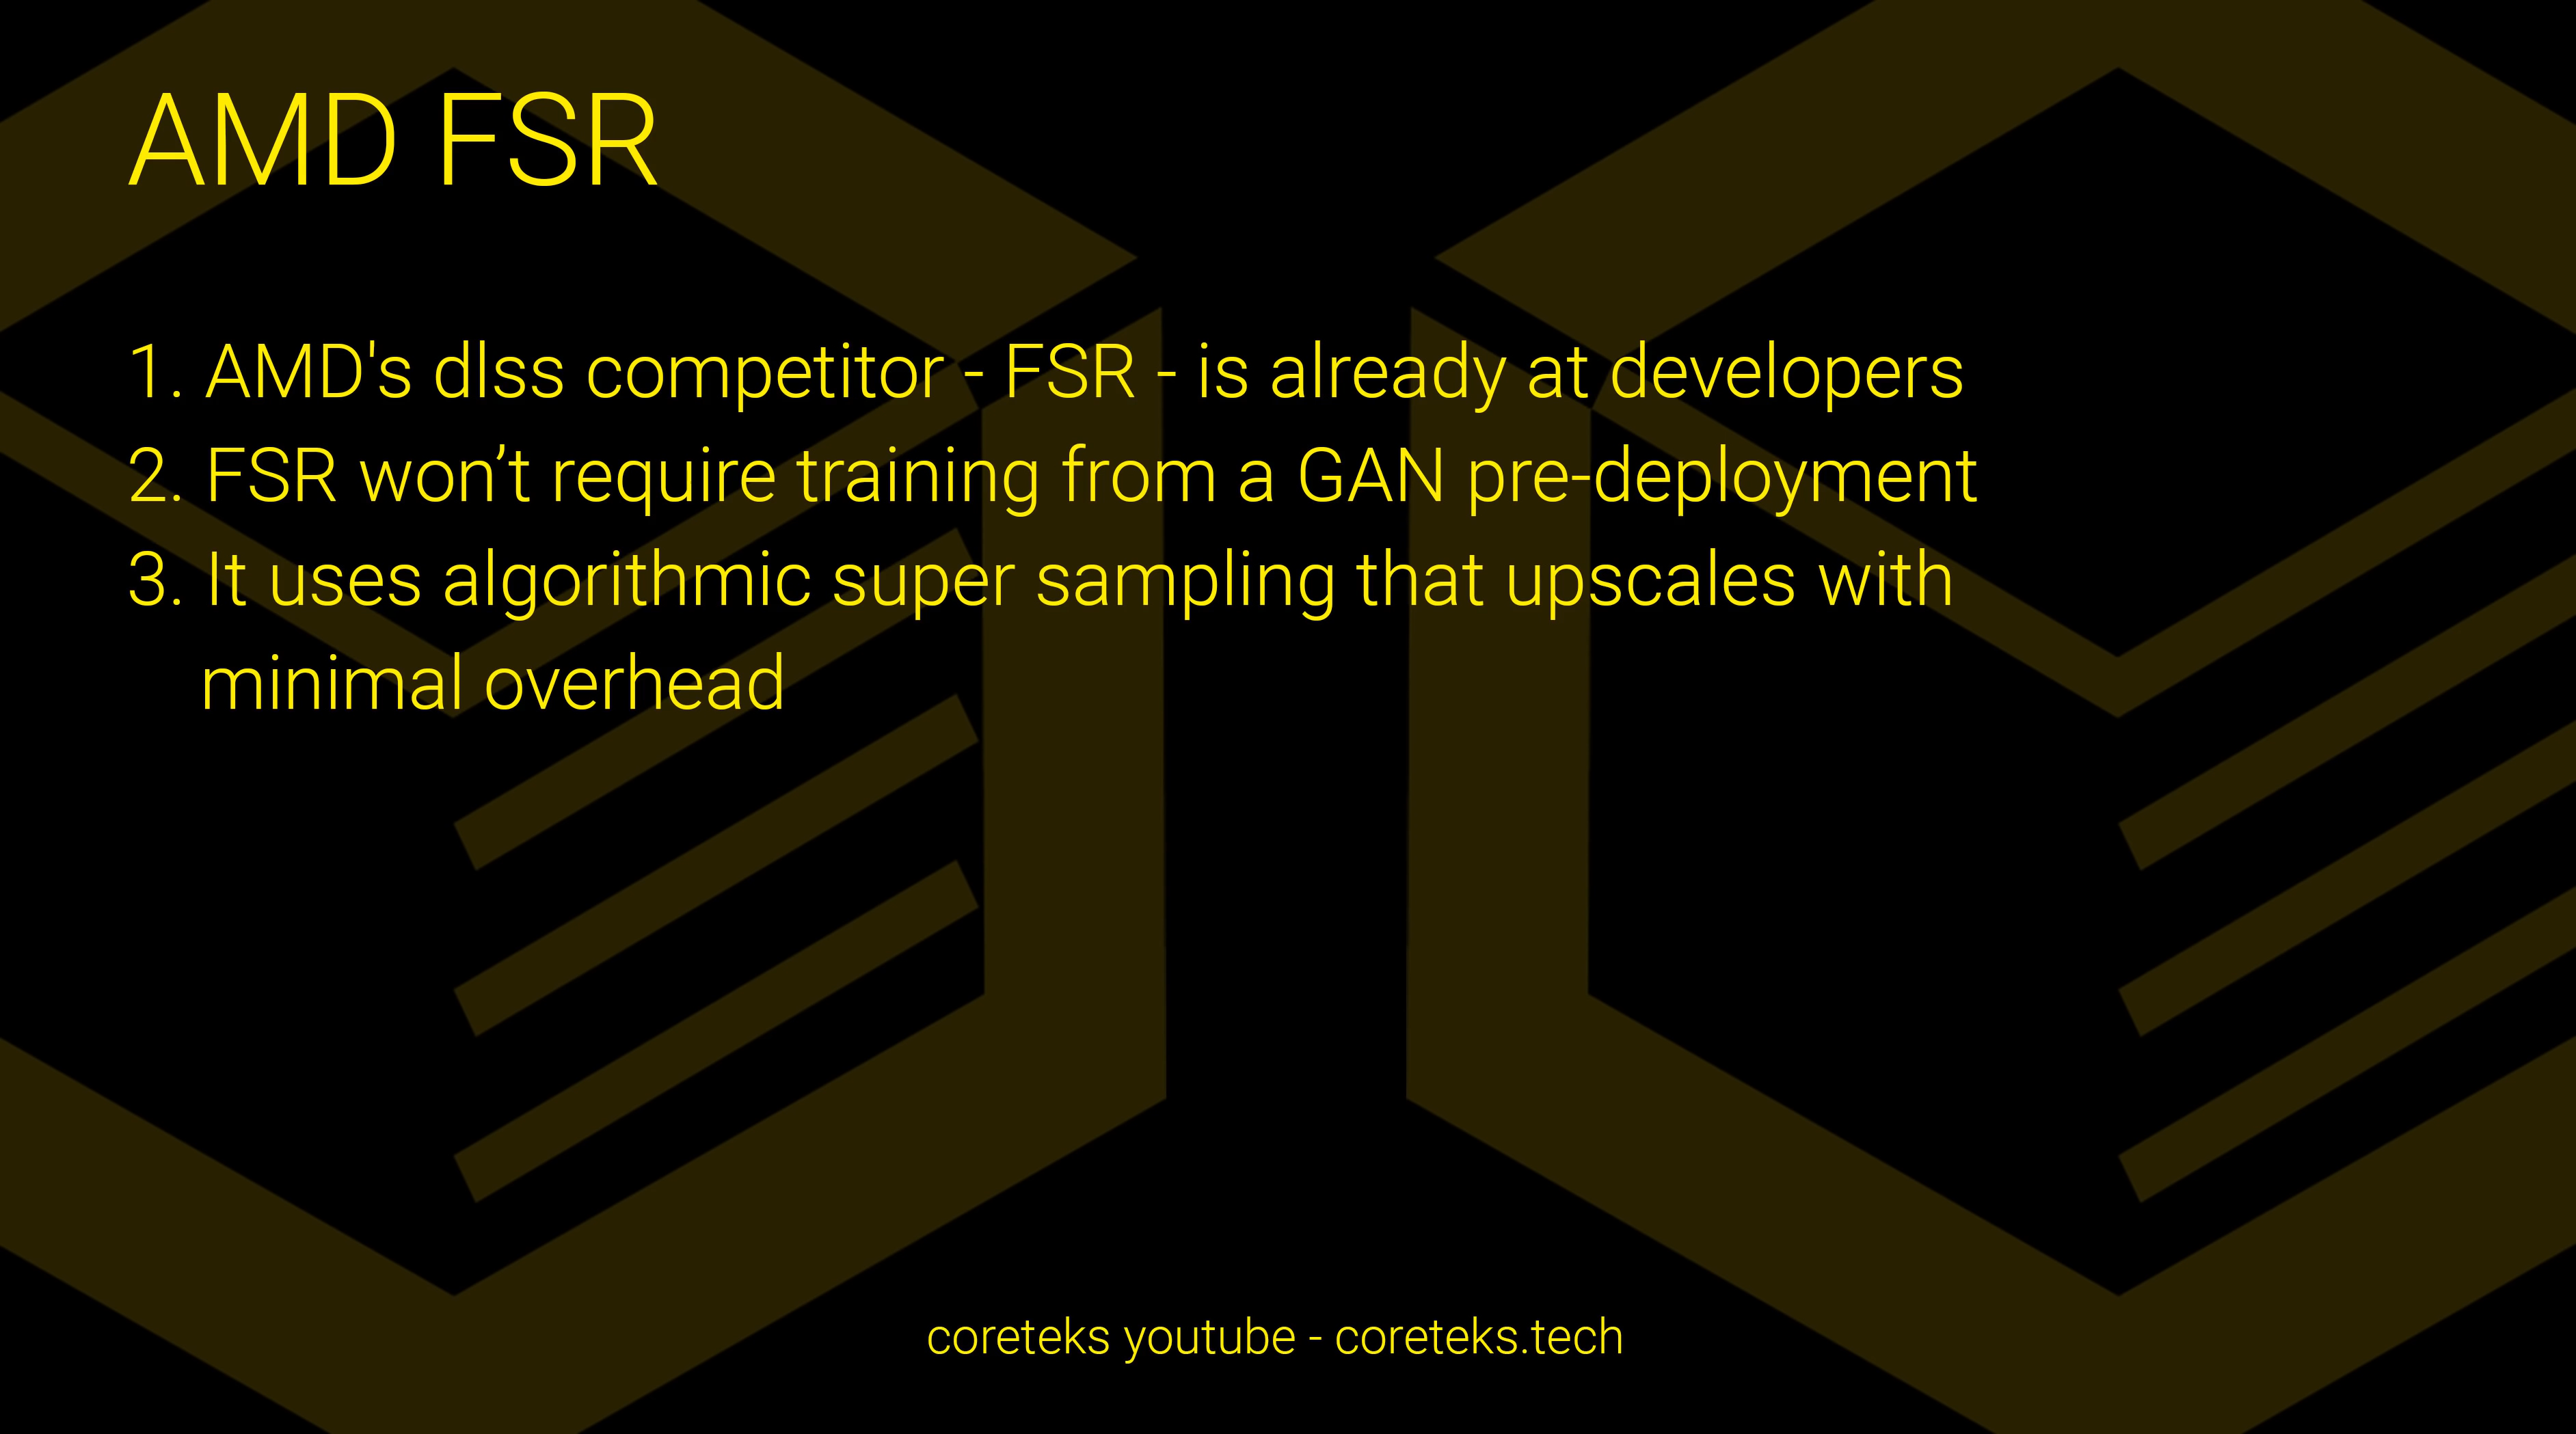 AMD FSR
1. AMD's dlss competitor - FSR - is already at developers
2. FSR won’t require training from a GAN pre-deployment
3. It uses algorithmic super sampling that upscales with
minimal overhead
coreteks youtube - coreteks.tech